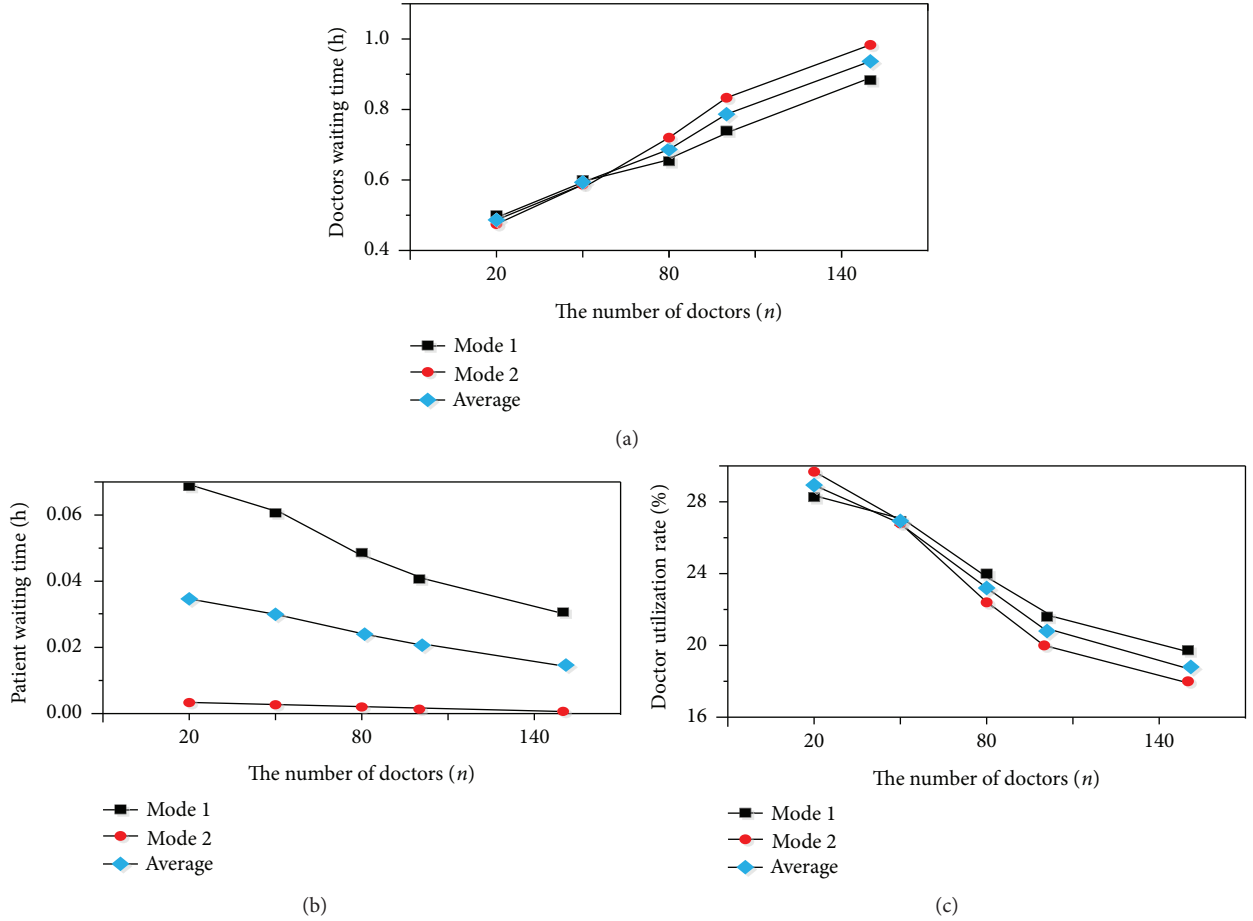 Doctors waiting time (h)
1.0
0.8
0.6
0.4
20
80
140
The number of doctors (n)
Mode 1
Mode 2
Average
(a)
Patient waiting time (h)
0.06
0.04
0.02
0.00
20
80
140
The number of doctors (n)
Mode 1
Mode 2
Average
(b)
Doctor utilization rate (%)
28
24
20
16
20
80
140
The number of doctors (n)
Mode 1
Mode 2
Average
(c)